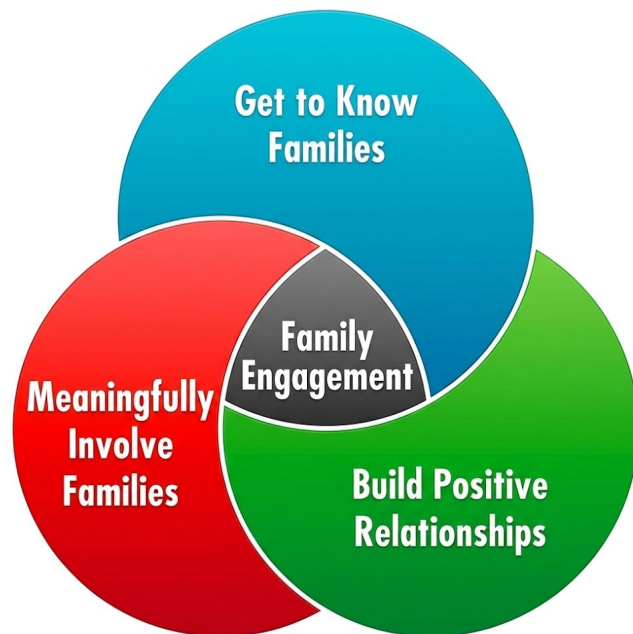 Get to Know
Families
Family
Engagement
Meaningfully
Involve
Families
Build Positive
Relationships